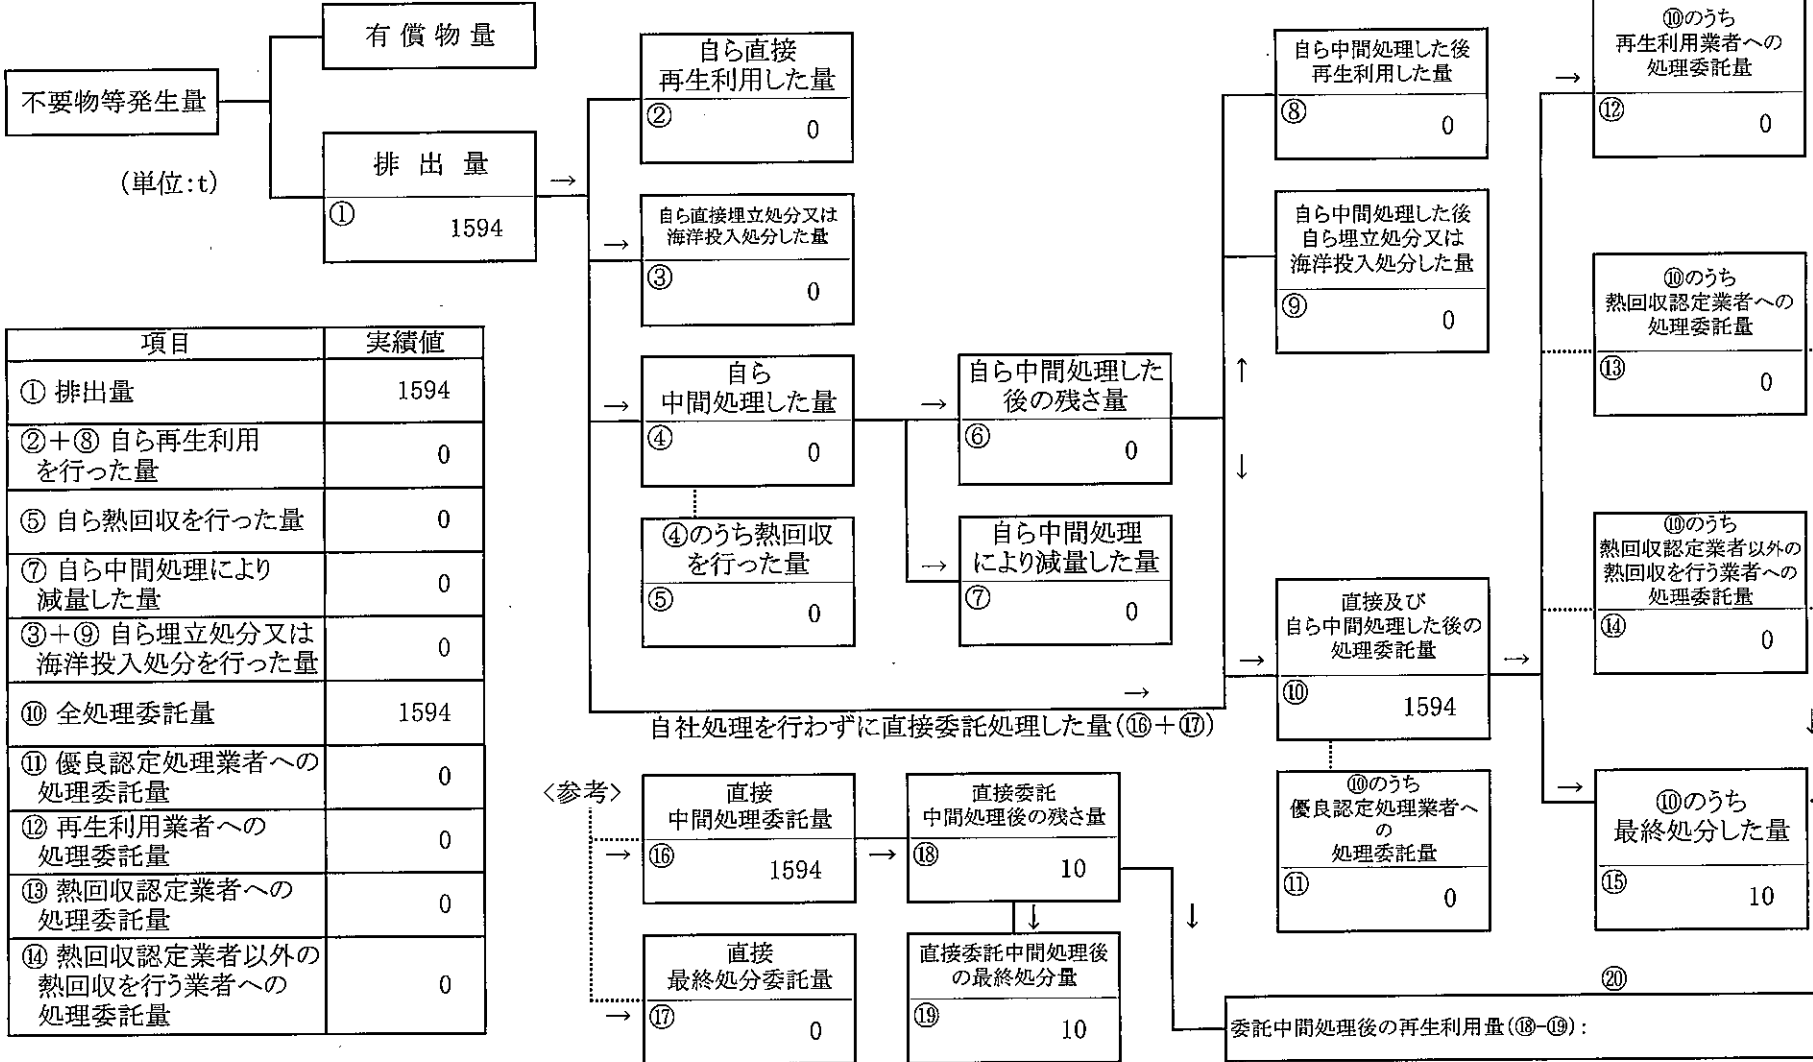 有償物量
不要物等発生量
(単位:t)
排出量
①
1594
自ら直接
再生利用した量
②
0
自ら直接埋立処分又は
海洋投入処分した量
③
0
自ら
中間処理した量
④
0
④のうち熱回収
を行った量
⑤
0
自ら中間処理した
後の残さ量
⑥
0
自ら中間処理
により減量した量
⑦
0
自ら中間処理した後
再生利用した量
⑧
0
自ら中間処理した後
自ら埋立処分又は
海洋投入処分した量
⑨
0
直接及び
自ら中間処理した後の
処理委託量
⑩
1594
⑩のうち
優良認定処理業者へ
の
処理委託量
⑪
0
⑩のうち
再生利用業者への
処理委託量
⑫
0
⑩のうち
熱回収認定業者への
処理委託量
⑬
0
⑩のうち
熱回収認定業者以外の
熱回収を行う業者への
処理委託量
⑭
0
⑩のうち
最終処分した量
⑮
10
自社処理を行わずに直接委託処理した量(⑯+⑰)
<参考>
直接
中間処理委託量
⑯
1594
直接
最終処分委託量
⑰
0
直接委託
中間処理後の残さ量
⑱
10
直接委託中間処理後
の最終処分量
⑲
10
⑳
委託中間処理後の再生利用量(⑱-⑲):
項目 実績値
① 排出量 1594
②+⑧ 自ら再生利用
を行った量 0
⑤ 自ら熱回収を行った量 0
⑦ 自ら中間処理により
減量した量 0
③+⑨ 自ら埋立処分又は
海洋投入処分を行った量 0
⑩ 全処理委託量 1594
⑪ 優良認定処理業者への
処理委託量 0
⑫ 再生利用業者への
処理委託量 0
⑬ 熱回収認定業者への
処理委託量 0
⑭ 熱回収認定業者以外の
熱回収を行う業者への
処理委託量 0